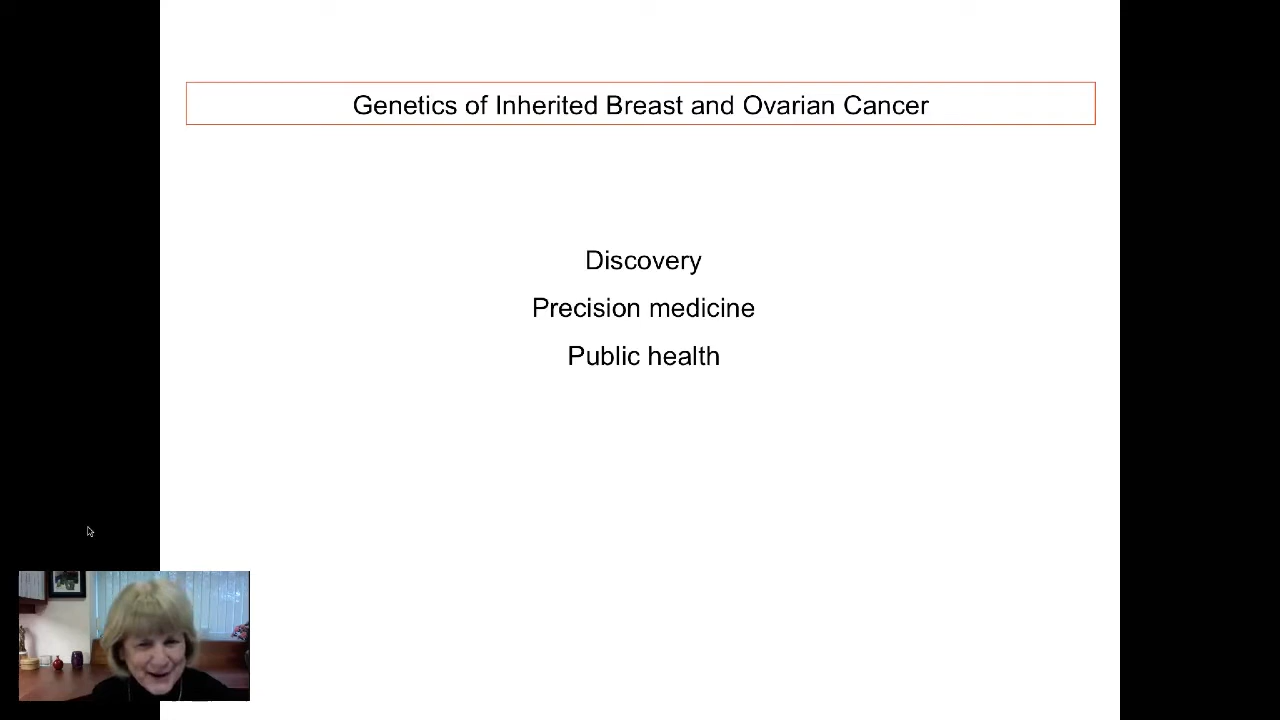 Genetics of Inherited Breast and Ovarian Cancer
Discovery
Precision medicine
Public health